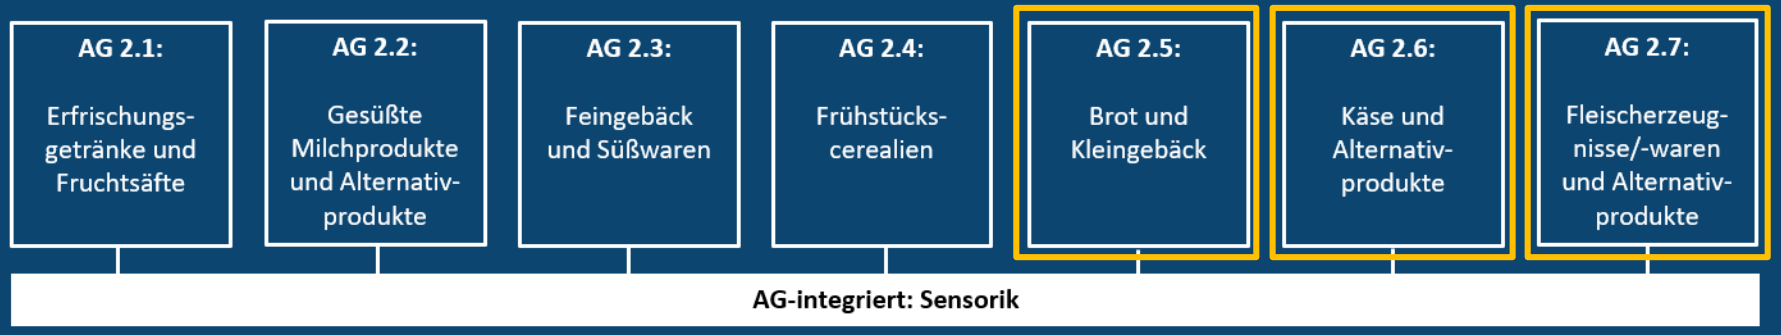 AG 2.1:
Erfrischungs-
getränke und
Fruchtsäfte
AG 2.2:
Gesüßte
Milchprodukte
und Alternativ-
produkte
AG 2.3:
Feingebäck
und Süßwaren
AG 2.4:
Frühstücks-
cerealien
AG 2.5:
Brot und
Kleingebäck
AG 2.6:
Käse und
Alternativ-
produkte
AG 2.7:
Fleischerzeug-
nisse/-waren
und Alternativ-
produkte
AG-integriert: Sensorik